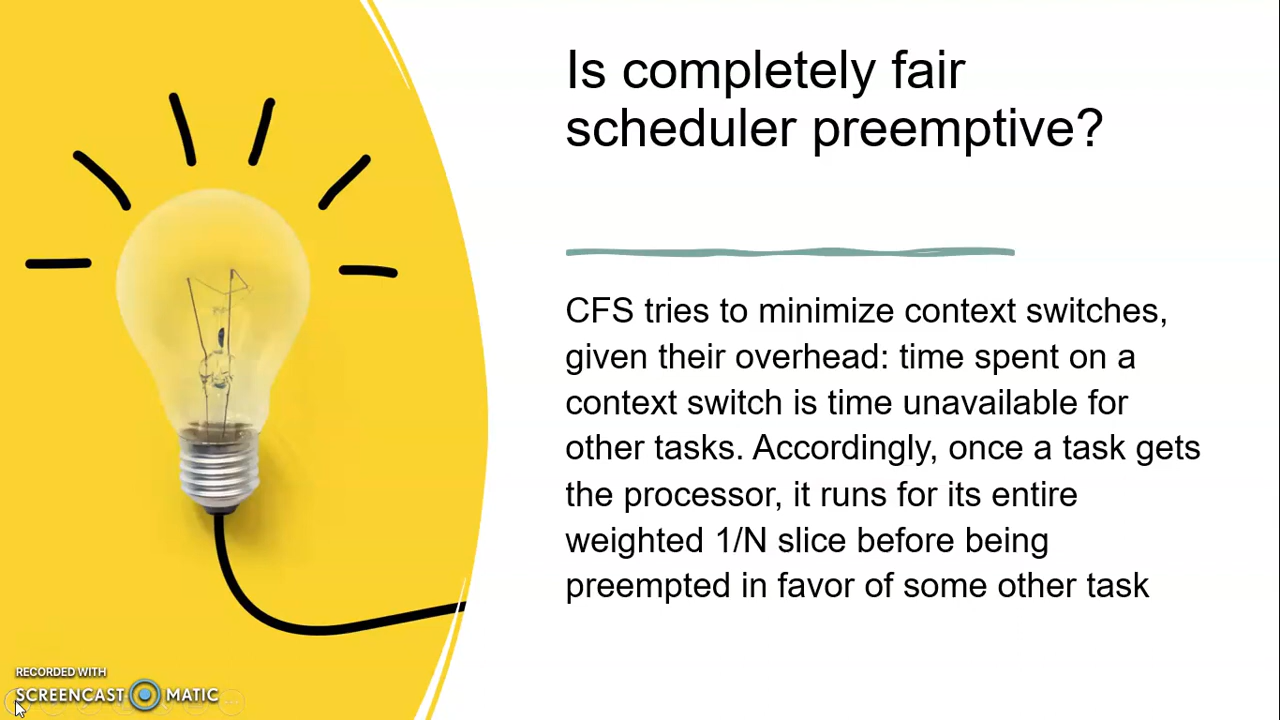 Is completely fair
scheduler preemptive?
CFS tries to minimize context switches,
given their overhead: time spent on a
context switch is time unavailable for
other tasks. Accordingly, once a task gets
the processor, it runs for its entire
weighted 1/N slice before being
preempted in favor of some other task
RECORDED WITH
SCREENCAST MATIC